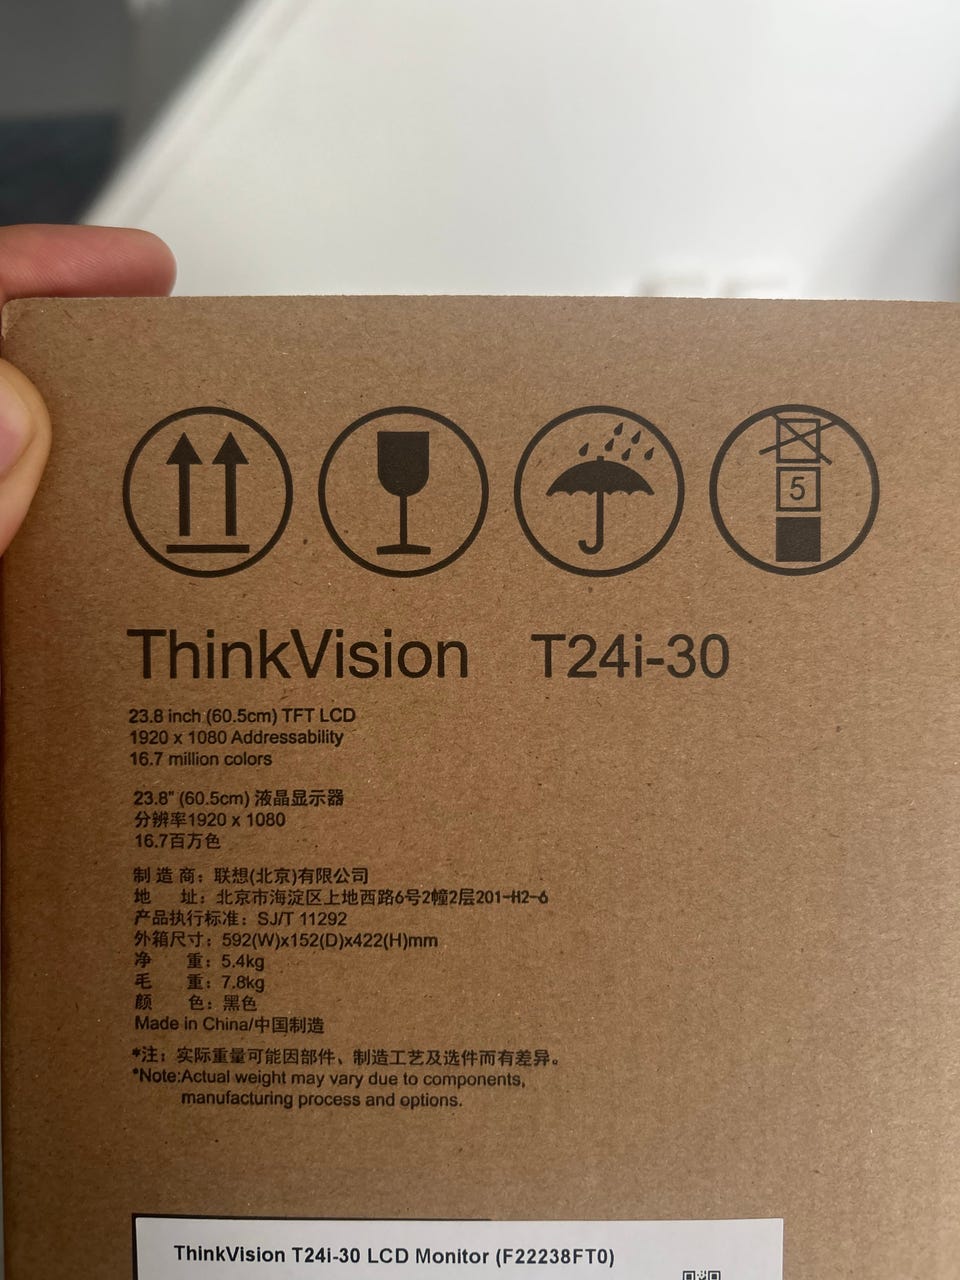 5
ThinkVision T24i-30
23.8 inch (60.5cm) TFT LCD
1920 x 1080 Addressability
16.7 million colors
23.8" (60.5cm) 液晶显示器
分辨率1920 x 1080
16.7百万色
制 造 商：联想(北京)有限公司
地 址：北京市海淀区上地西路6号2幢2层201-H2-6
产品执行标准：SJ/T 11292
外箱尺寸：592(W)x152(D)x422(H)mm
净 重：5.4kg
毛 重：7.8kg
颜 色：黑色
Made in China/中国制造
*注：实际重量可能因部件、制造工艺及选件而有差异。
*Note:Actual weight may vary due to components,
manufacturing process and options.
ThinkVision T24i-30 LCD Monitor (F22238FT0)